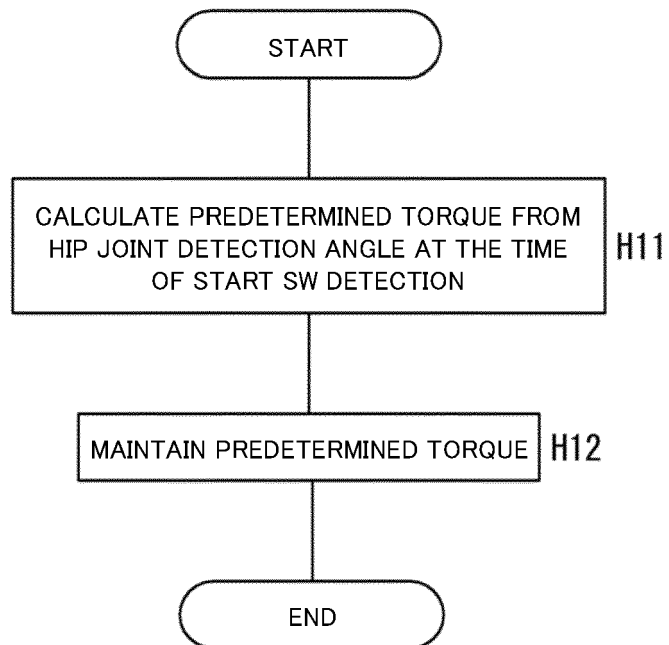 START
CALCULATE PREDETERMINED TORQUE FROM
HIP JOINT DETECTION ANGLE AT THE TIME
OF START SW DETECTION
H11
MAINTAIN PREDETERMINED TORQUE
H12
END